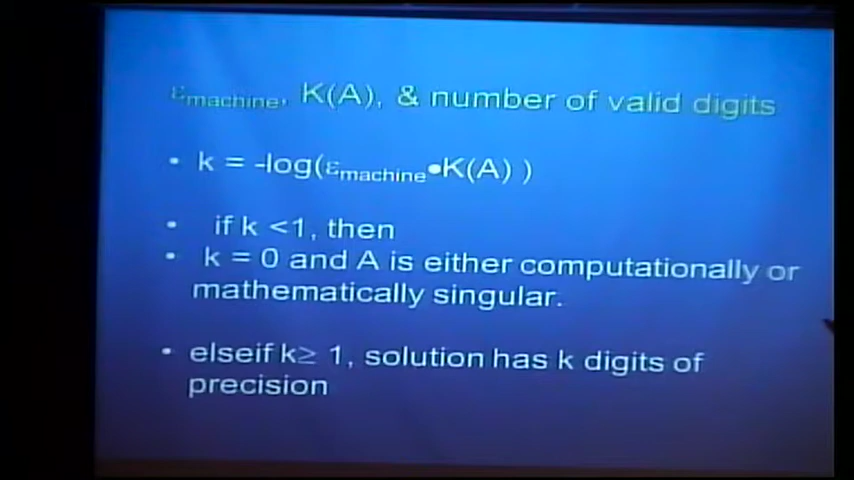 εmachine, K(A), & number of valid digits
• k = -log(εmachine•K(A) )
• if k <1, then
• k = 0 and A is either computationally or
mathematically singular.
• elseif k≥ 1, solution has k digits of
precision